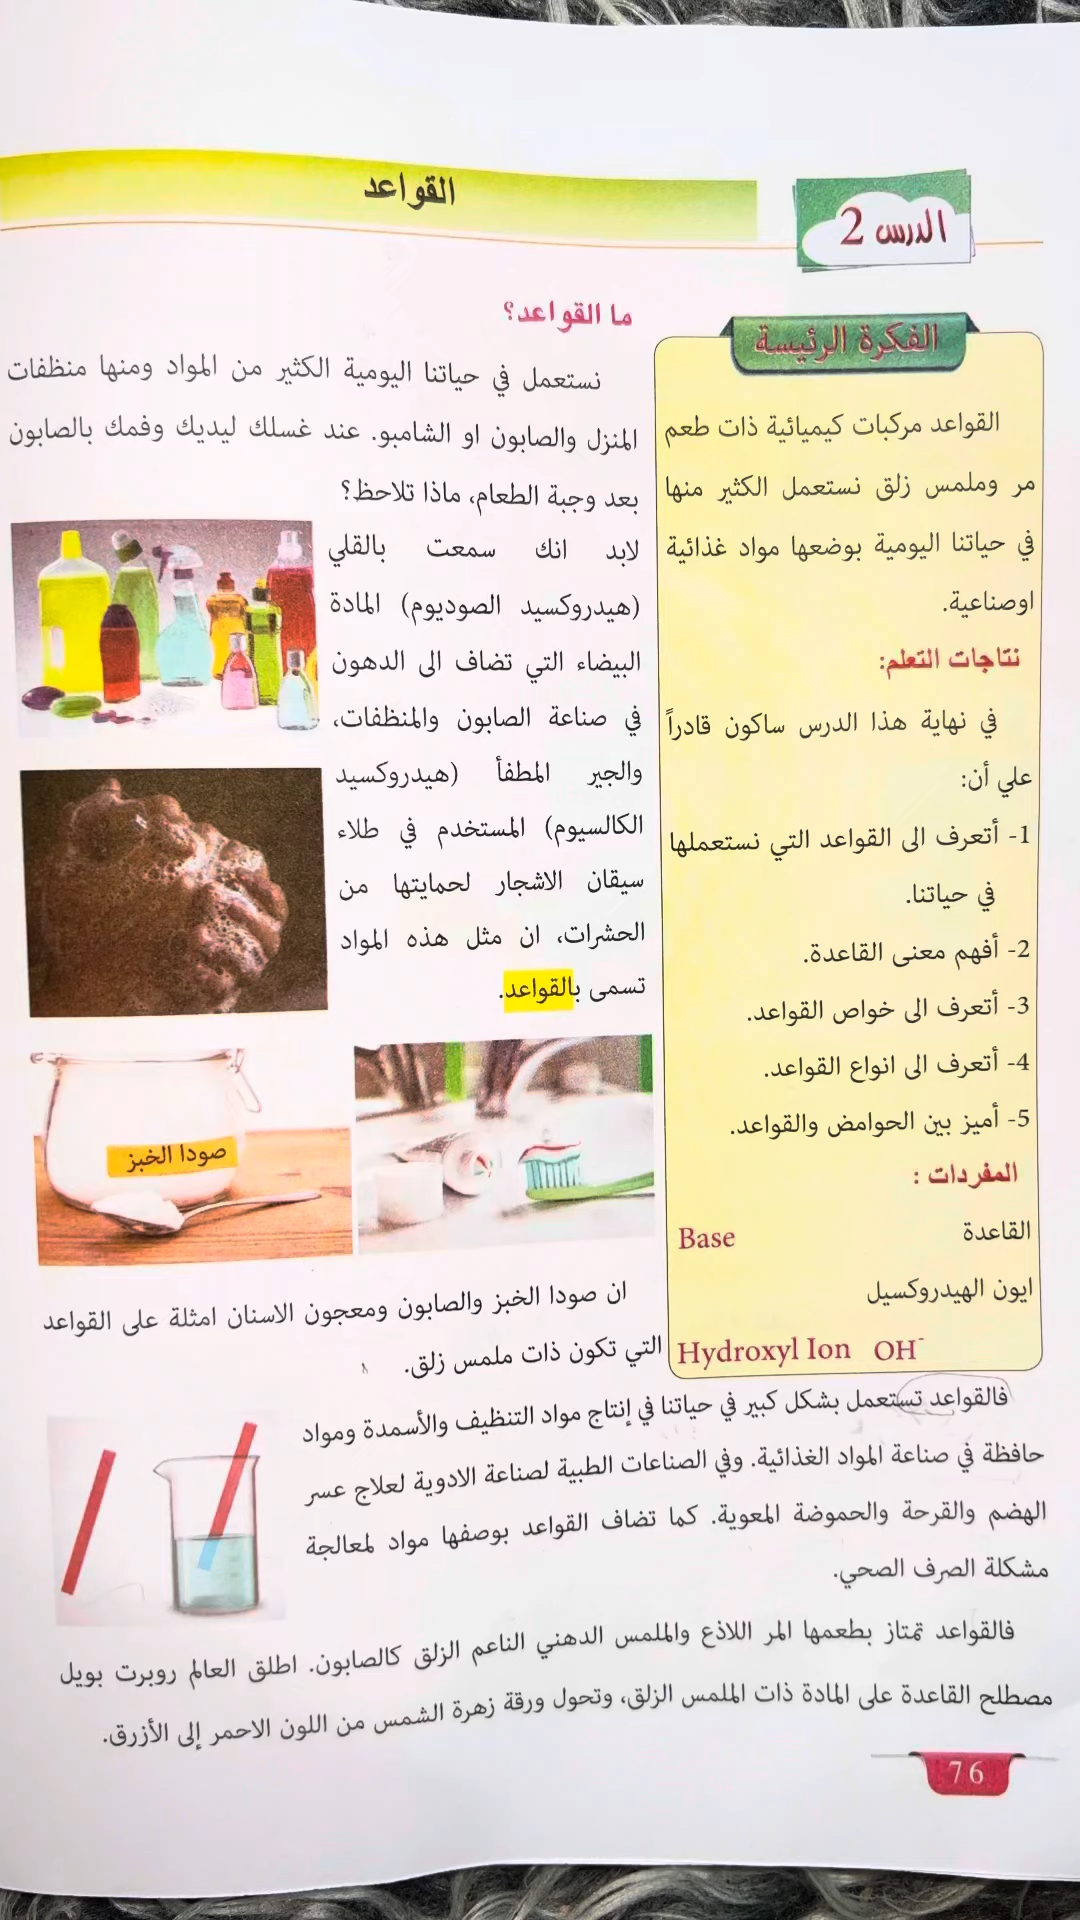 الدرس 2
القواعد
الفكرة الرئيسة
القواعد مركبات كيميائية ذات طعم
مر وملمس زلق نستعمل الكثير منها
في حياتنا اليومية بوضعها مواد غذائية
اوصناعية.
نتاجات التعلم:
في نهاية هذا الدرس ساكون قادراً
علي أن:
1- أتعرف الى القواعد التي نستعملها
في حياتنا.
2- أفهم معنى القاعدة.
3- أتعرف الى خواص القواعد.
4- أتعرف الى انواع القواعد.
5- أميز بين الحوامض والقواعد.
المفردات :
القاعدة Base
ايون الهيدروكسيل
Hydroxyl Ion OH⁻
ما القواعد؟
نستعمل في حياتنا اليومية الكثير من المواد ومنها منظفات
المنزل والصابون او الشامبو. عند غسلك ليديك وفمك بالصابون
بعد وجبة الطعام، ماذا تلاحظ؟
لابد انك سمعت بالقلي
(هيدروكسيد الصوديوم) المادة
البيضاء التي تضاف الى الدهون
في صناعة الصابون والمنظفات،
والجير المطفأ (هيدروكسيد
الكالسيوم) المستخدم في طلاء
سيقان الاشجار لحمايتها من
الحشرات، ان مثل هذه المواد
تسمى بالقواعد.
صودا الخبز
ان صودا الخبز والصابون ومعجون الاسنان امثلة على القواعد
التي تكون ذات ملمس زلق.
فالقواعد تستعمل بشكل كبير في حياتنا في إنتاج مواد التنظيف والأسمدة ومواد
حافظة في صناعة المواد الغذائية. وفي الصناعات الطبية لصناعة الادوية لعلاج عسر
الهضم والقرحة والحموضة المعوية. كما تضاف القواعد بوصفها مواد لمعالجة
مشكلة الصرف الصحي.
فالقواعد تمتاز بطعمها المر اللاذع والملمس الدهني الناعم الزلق كالصابون. اطلق العالم روبرت بويل
مصطلح القاعدة على المادة ذات الملمس الزلق، وتحول ورقة زهرة الشمس من اللون الاحمر إلى الأزرق.
76